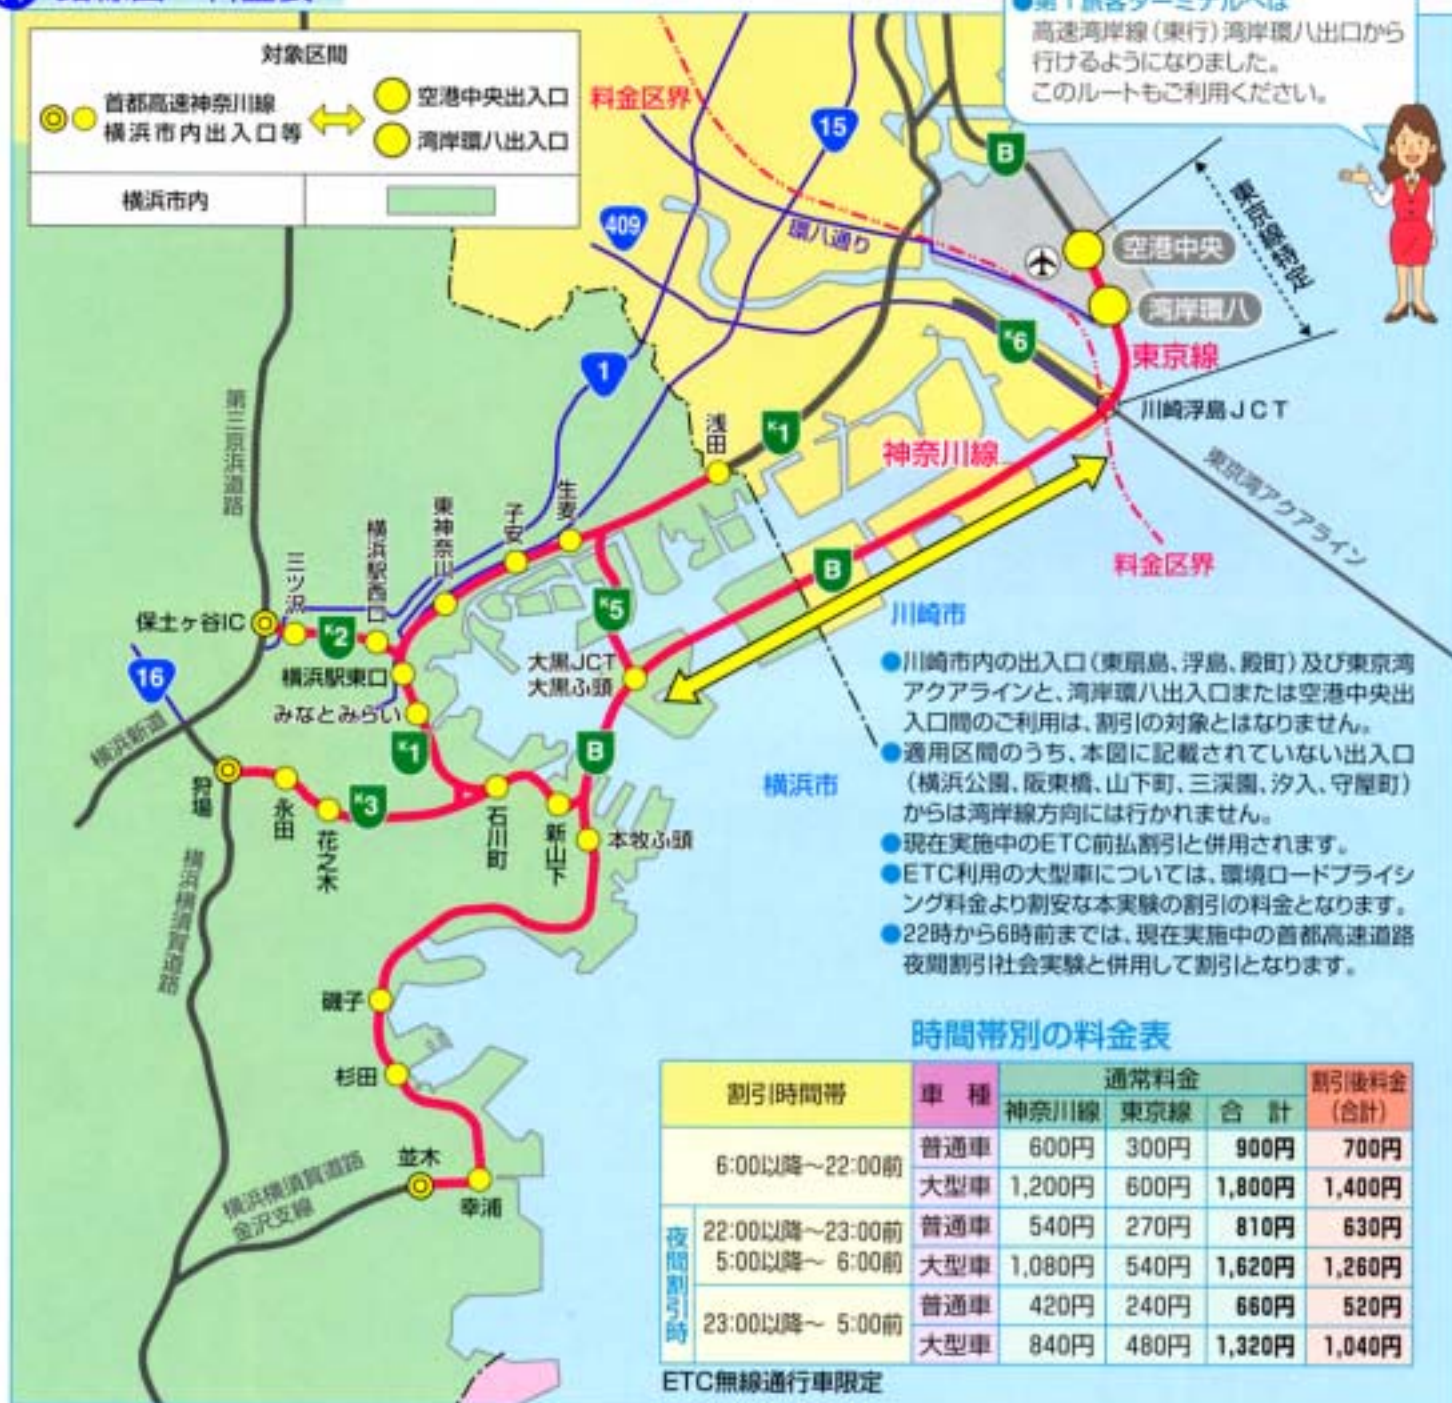 ●第1旅客ターミナルへは
高速湾岸線(東行)湾岸環八出口から
行けるようになりました。
このルートもご利用ください。
対象区間
首都高速神奈川線
横浜市内出入口等
空港中央出入口
湾岸環八出入口
横浜市内
料金区界
15
B
409
環八通り
空港中央
湾岸環八
東京線特定
K6
東京線
1
川崎浮島JCT
K1
浅田
神奈川線
東京湾アクアライン
第三京浜道路
生麦
子安
東神奈川
横浜駅西口
三ツ沢
料金区界
B
K5
川崎市
保土ヶ谷IC
K2
16
横浜駅東口
大黒JCT
大黒ふ頭
みなとみらい
横浜新道
K1
B
横浜市
狩場
永田
花之木
K3
石川町
新山下
本牧ふ頭
横浜横須賀道路
磯子
杉田
並木
幸浦
横浜横須賀道路
金沢支線
●川崎市内の出入口(東扇島、浮島、殿町)及び東京湾
アクアラインと、湾岸環八出入口または空港中央出
入口間のご利用は、割引の対象とはなりません。
●適用区間のうち、本図に記載されていない出入口
(横浜公園、阪東橋、山下町、三渓園、汐入、守屋町)
からは湾岸線方向には行かれません。
●現在実施中のETC前払割引と併用されます。
●ETC利用の大型車については、環境ロードプライシ
ング料金より割安な本実験の割引の料金となります。
●22時から6時前までは、現在実施中の首都高速道路
夜間割引社会実験と併用して割引となります。
時間帯別の料金表
割引時間帯 車種 通常料金 割引後料金
神奈川線 東京線 合計 (合計)
6:00以降〜22:00前 普通車 600円 300円 900円 700円
大型車 1,200円 600円 1,800円 1,400円
夜間割引時
22:00以降〜23:00前 普通車 540円 270円 810円 630円
5:00以降〜 6:00前 大型車 1,080円 540円 1,620円 1,260円
23:00以降〜 5:00前 普通車 420円 240円 660円 520円
大型車 840円 480円 1,320円 1,040円
ETC無線通行車限定